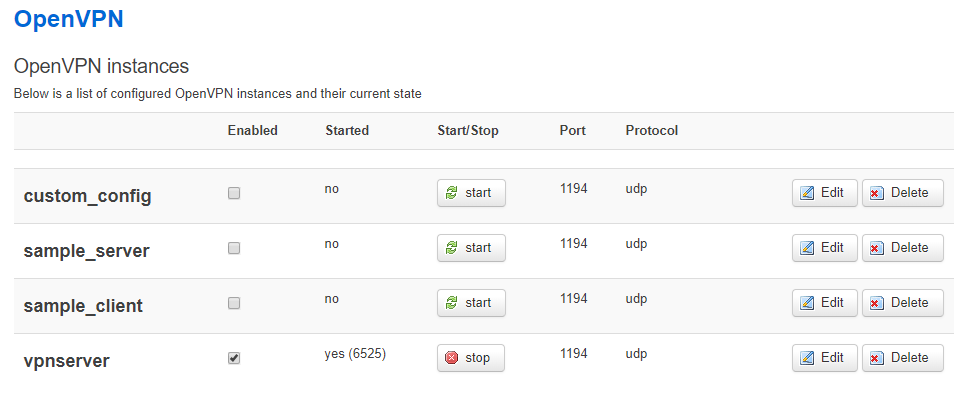 OpenVPN
OpenVPN instances
Below is a list of configured OpenVPN instances and their current state
Enabled Started Start/Stop Port Protocol
custom_config no start 1194 udp Edit Delete
sample_server no start 1194 udp Edit Delete
sample_client no start 1194 udp Edit Delete
vpnserver yes (6525) stop 1194 udp Edit Delete